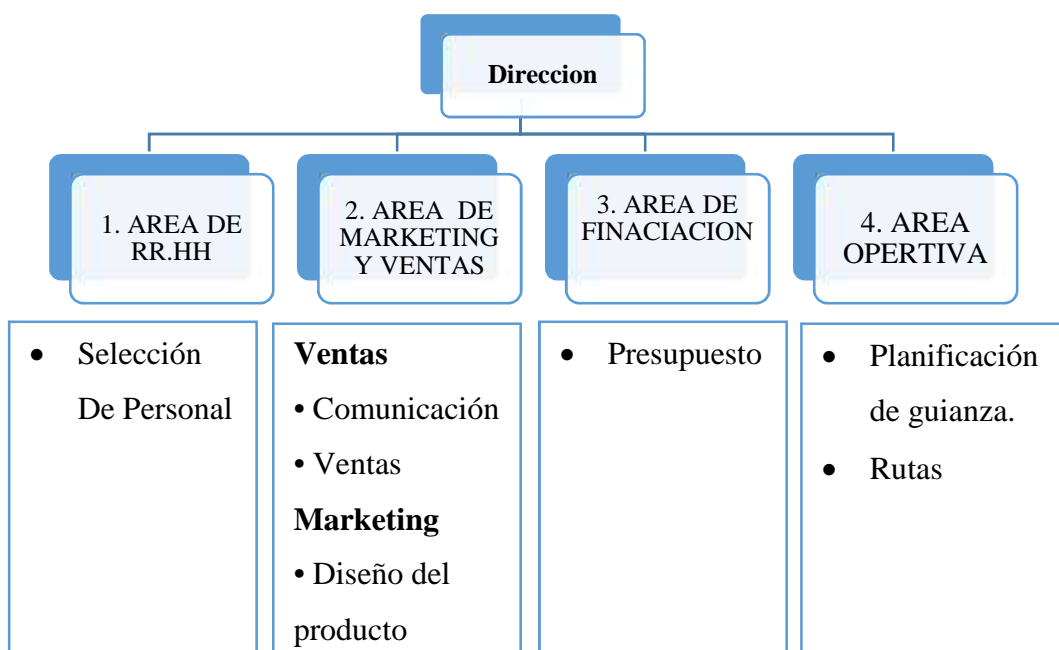 Direccion
1. AREA DE
RR.HH
2. AREA DE
MARKETING
Y VENTAS
3. AREA DE
FINACIACION
4. AREA
OPERTIVA
• Selección
De Personal
Ventas
• Comunicación
• Ventas
Marketing
• Diseño del
producto
• Presupuesto
• Planificación
de guianza.
• Rutas